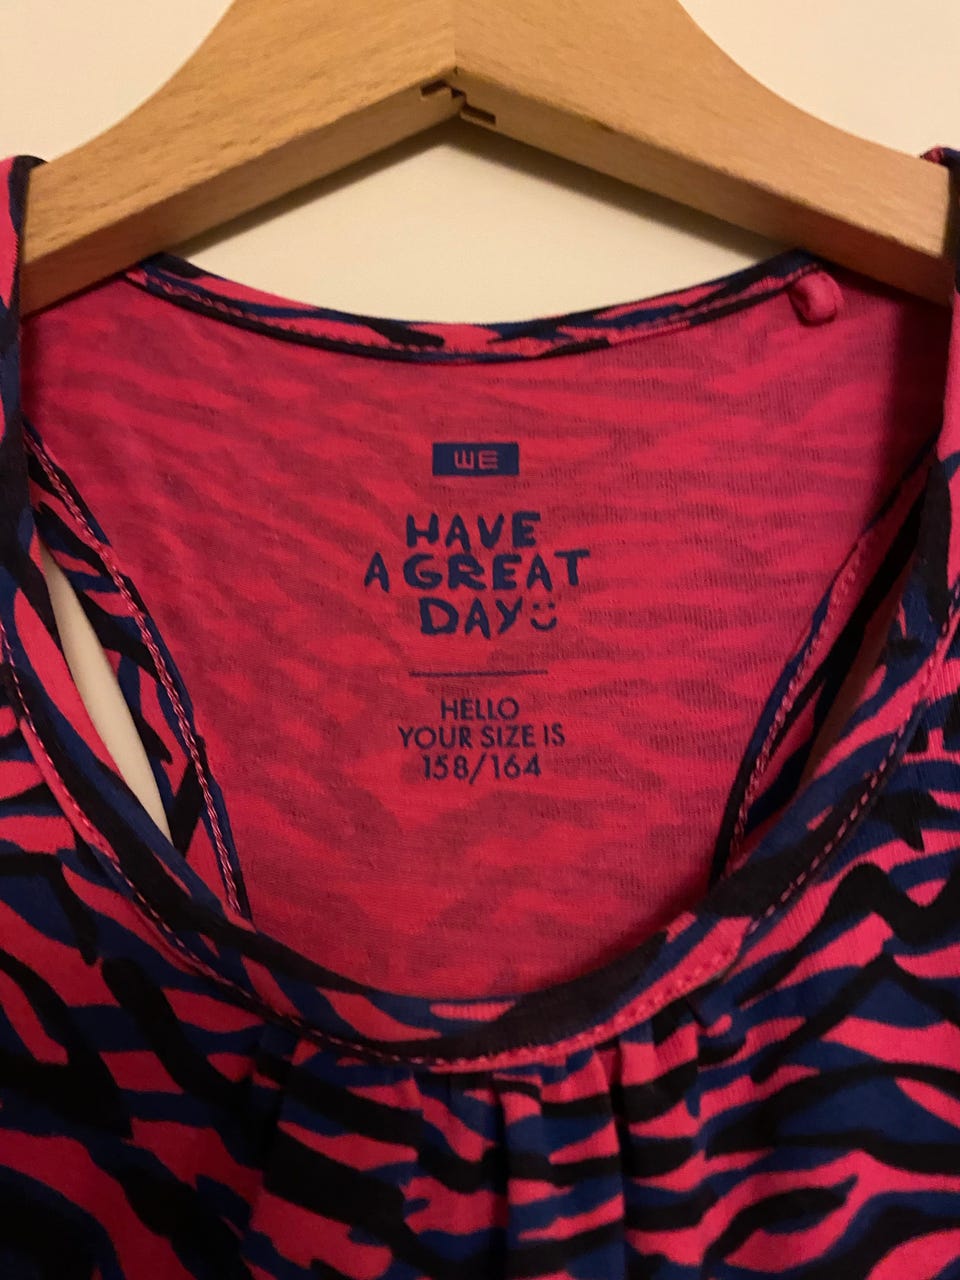 WE
HAVE
A GREAT
DAY
HELLO
YOUR SIZE IS
158/164